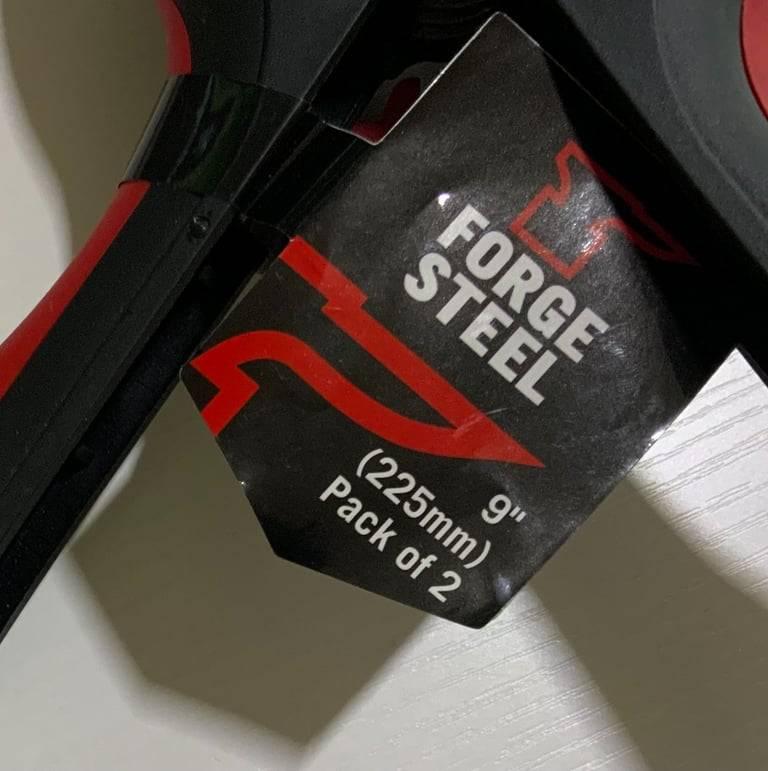 FORGE
STEEL
9"
(225mm)
Pack of 2